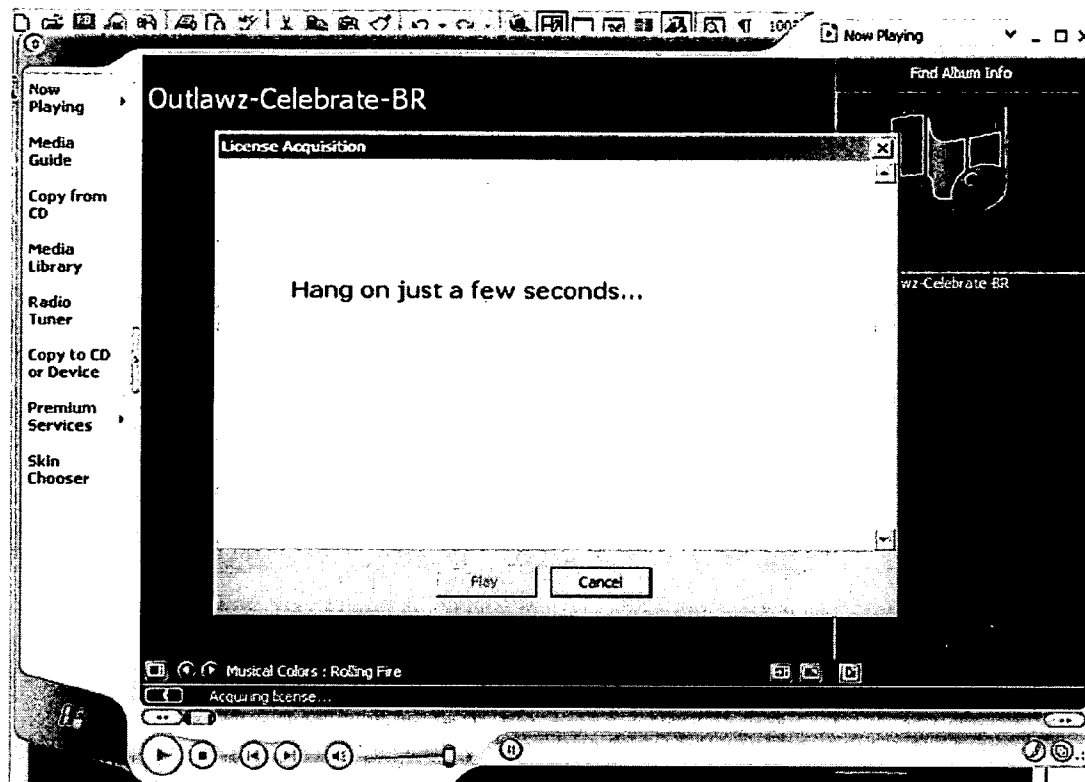 Now Playing
Find Album Info
Now
Playing
Media
Guide
Copy from
CD
Media
Library
Radio
Tuner
Copy to CD
or Device
Premium
Services
Skin
Chooser
Outlawz-Celebrate-BR
License Acquisition
Hang on just a few seconds...
Play
Cancel
wz-Celebrate-BR
Musical Colors : Rolling Fire
Acquiring license...